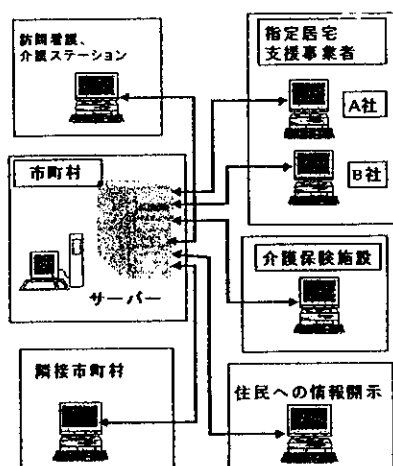 訪問看護、
介護ステーション
指定居宅
支援事業者
A社
B社
市町村
サーバー
介護保険施設
隣接市町村
住民への情報開示